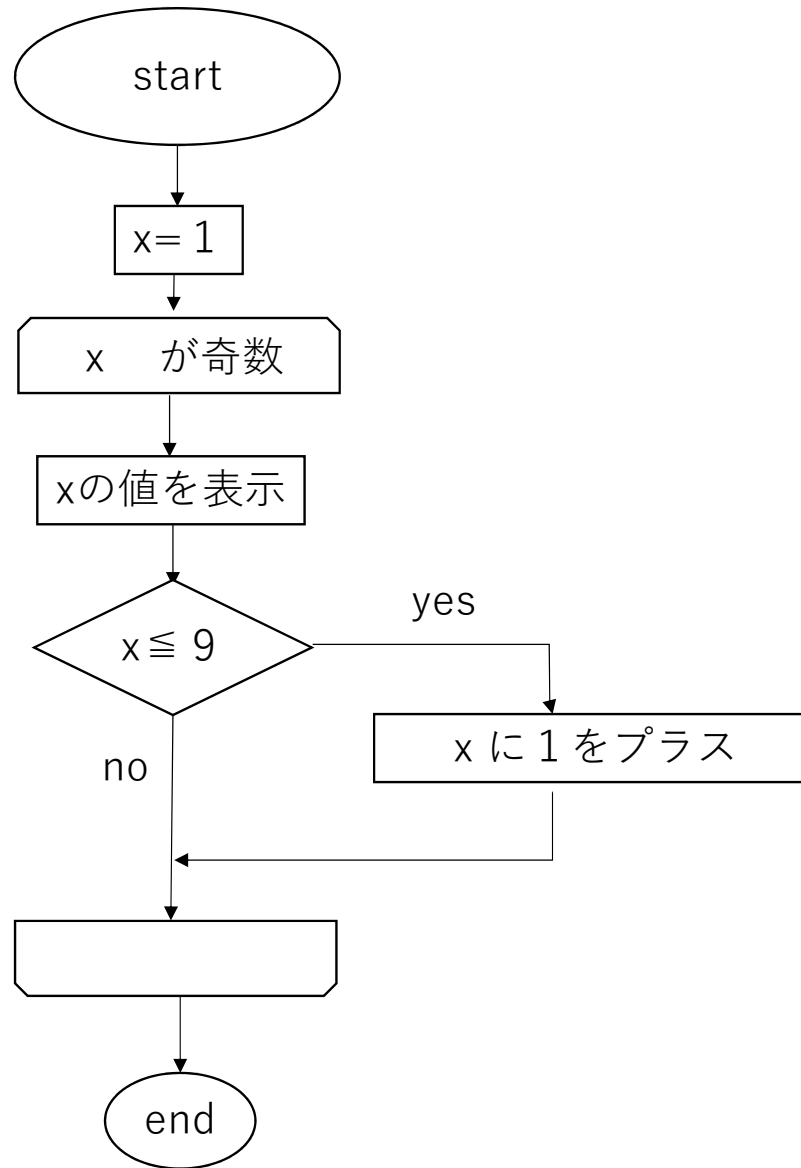 start
x=１
x　が奇数
xの値を表示
x≦９
yes
x に１をプラス
no
end